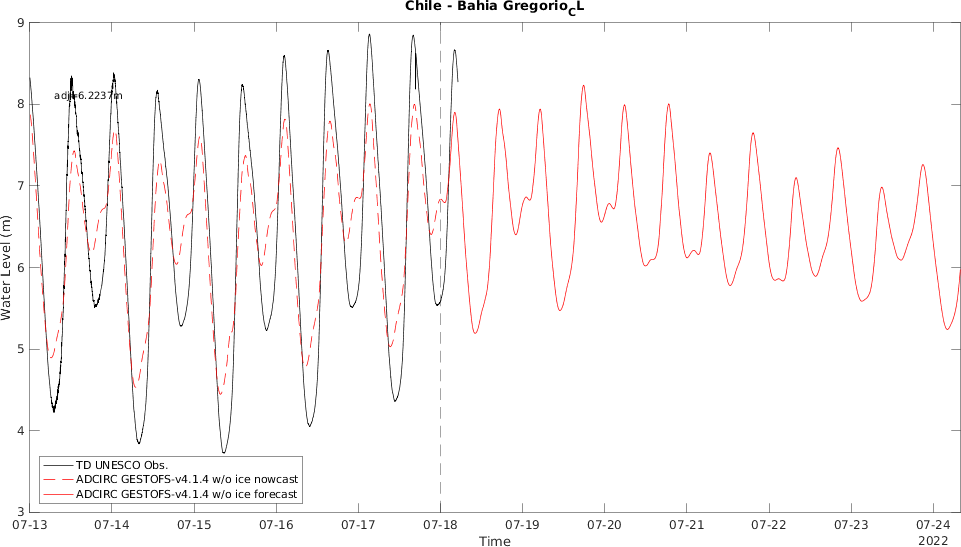 Chile - Bahia Gregorio_CL
9
8
7
6
5
4
3
Water Level (m)
adj=6.2237m
TD UNESCO Obs.
ADCIRC GESTOFS-v4.1.4 w/o ice nowcast
ADCIRC GESTOFS-v4.1.4 w/o ice forecast
07-13 07-14 07-15 07-16 07-17 07-18 07-19 07-20 07-21 07-22 07-23 07-24
Time
2022